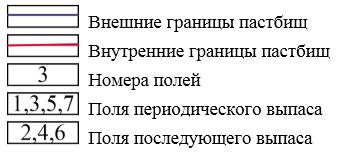 Внешние границы пастбищ
Внутренние границы пастбищ
3 Номера полей
1,3,5,7 Поля периодического выпаса
2,4,6 Поля последующего выпаса